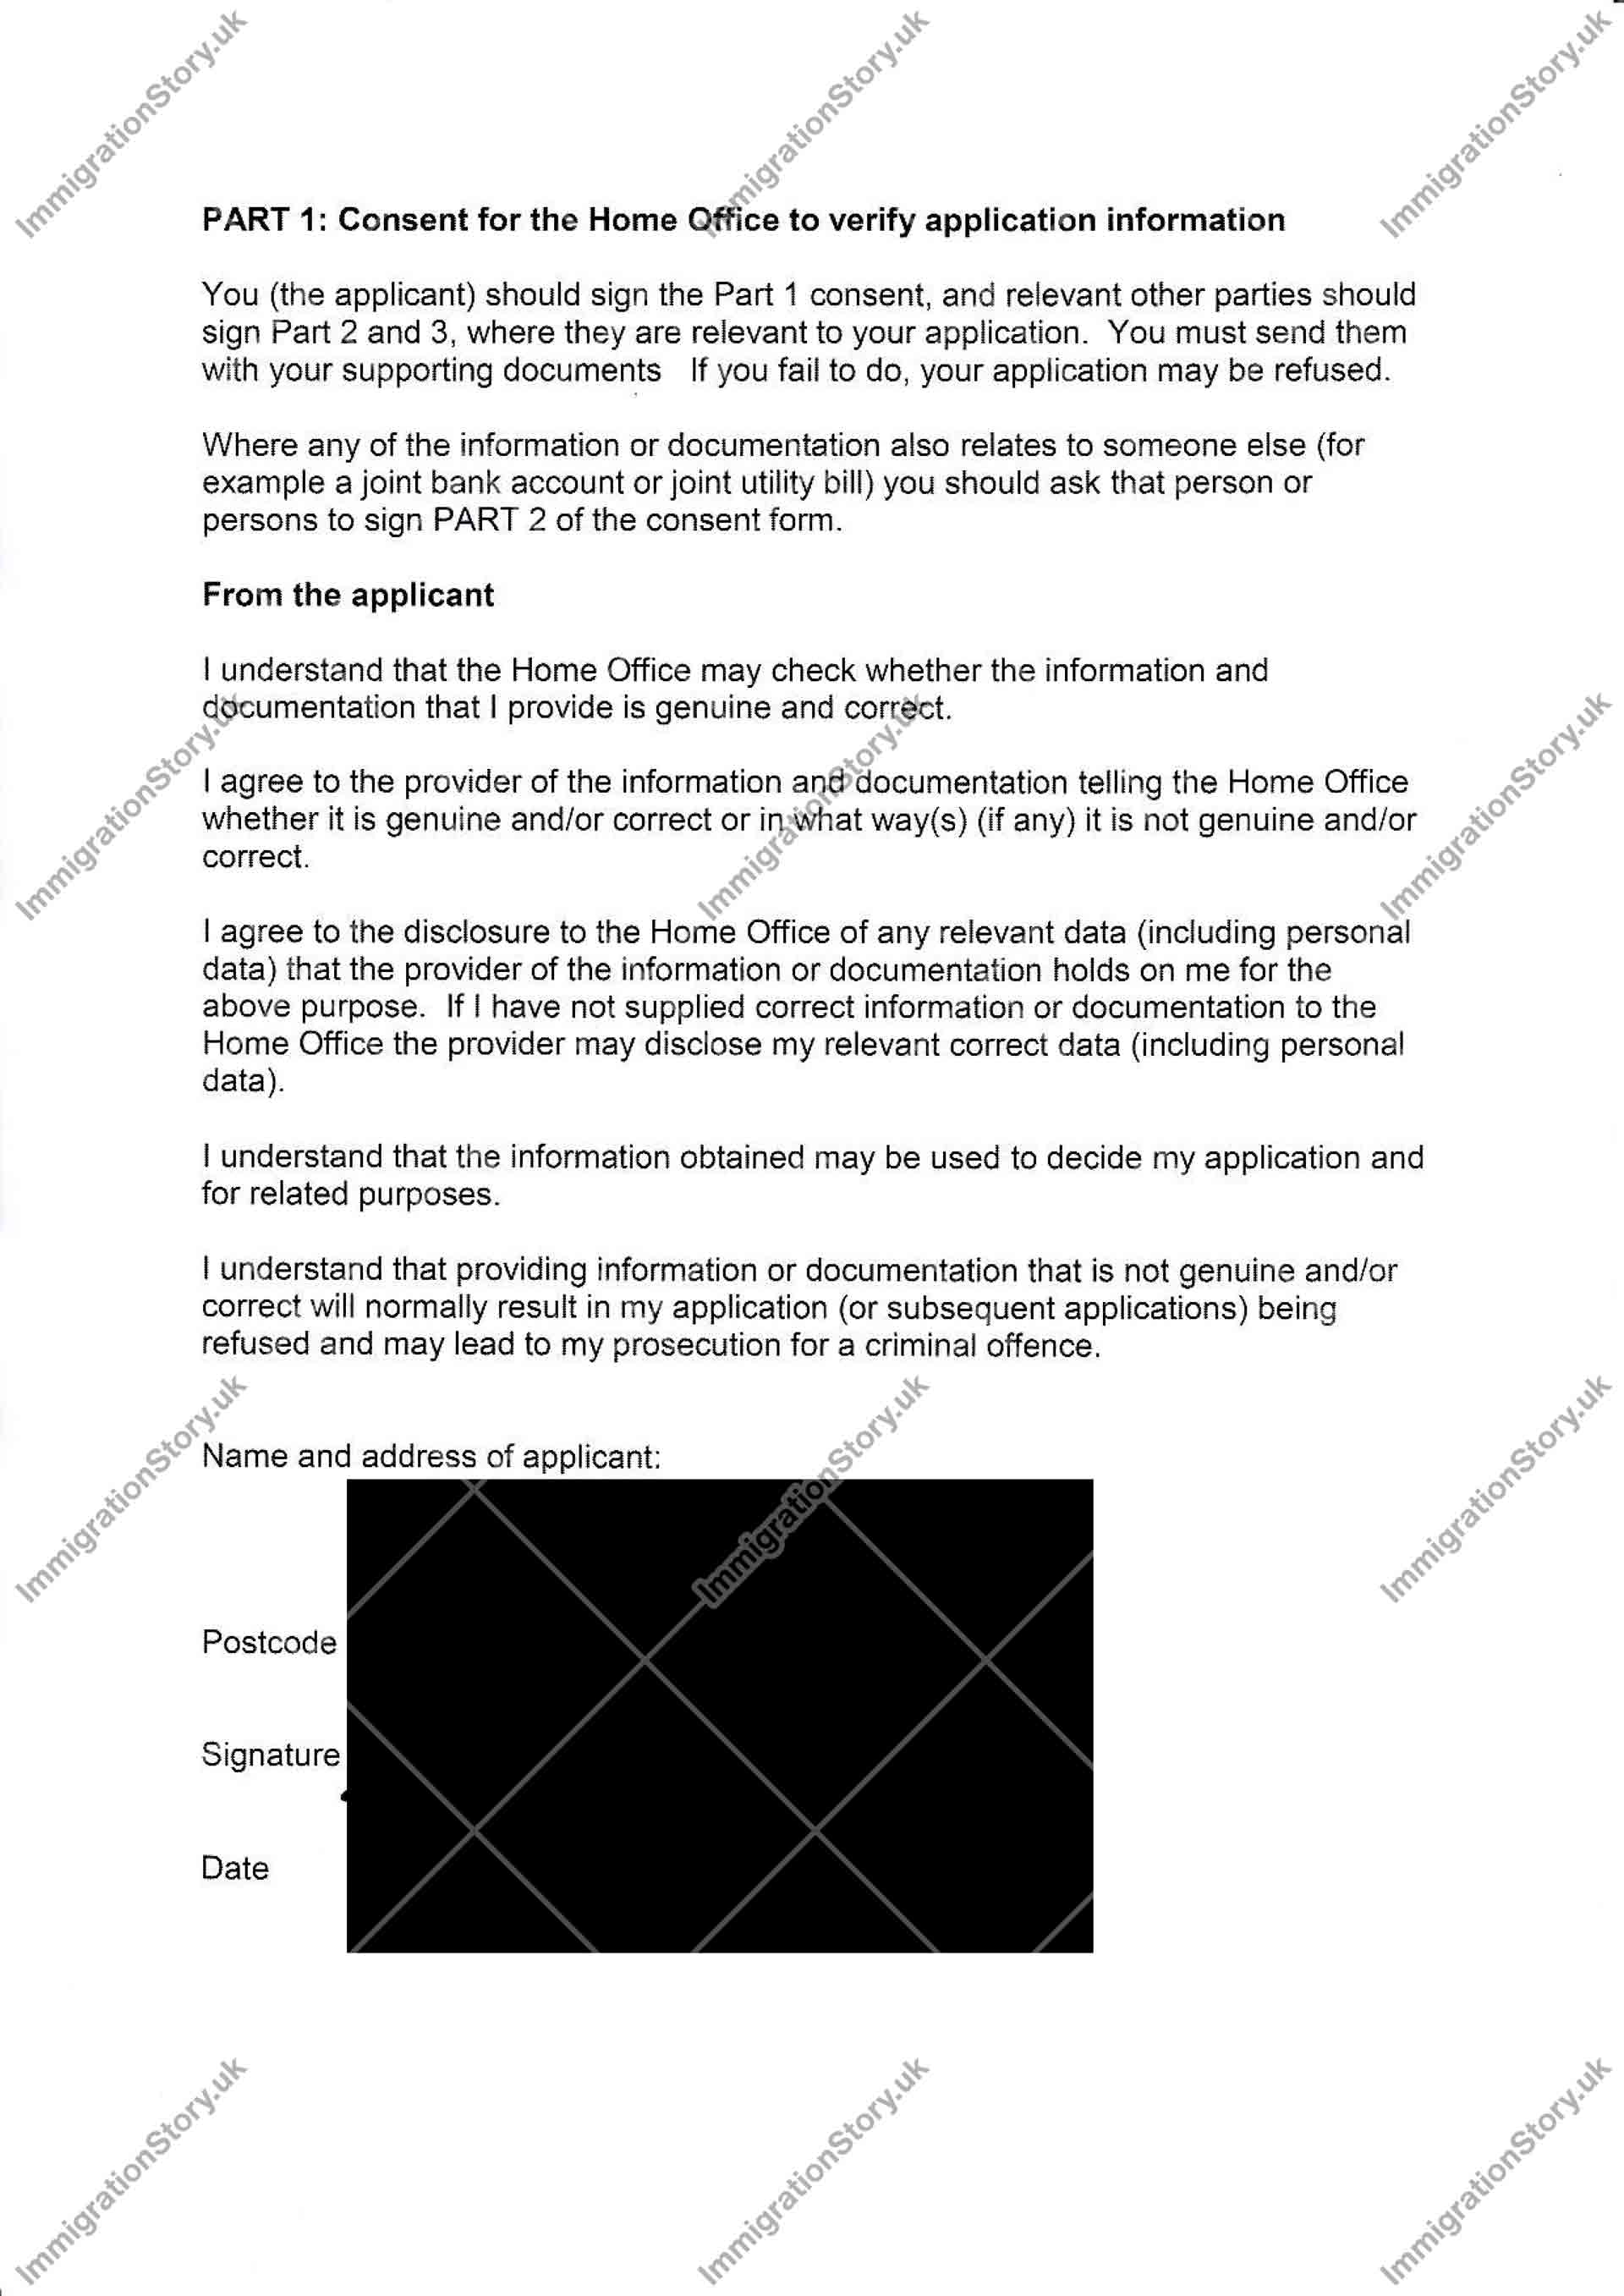 ImmigrationStory.uk ImmigrationStory.uk ImmigrationStory.uk
PART 1: Consent for the Home Office to verify application information
You (the applicant) should sign the Part 1 consent, and relevant other parties should
sign Part 2 and 3, where they are relevant to your application.  You must send them
with your supporting documents   If you fail to do, your application may be refused.
Where any of the information or documentation also relates to someone else (for
example a joint bank account or joint utility bill) you should ask that person or
persons to sign PART 2 of the consent form.
From the applicant
I understand that the Home Office may check whether the information and
documentation that I provide is genuine and correct.
ImmigrationStory.uk ImmigrationStory.uk ImmigrationStory.uk
I agree to the provider of the information and documentation telling the Home Office
whether it is genuine and/or correct or in what way(s) (if any) it is not genuine and/or
correct.
I agree to the disclosure to the Home Office of any relevant data (including personal
data) that the provider of the information or documentation holds on me for the
above purpose.  If I have not supplied correct information or documentation to the
Home Office the provider may disclose my relevant correct data (including personal
data).
I understand that the information obtained may be used to decide my application and
for related purposes.
I understand that providing information or documentation that is not genuine and/or
correct will normally result in my application (or subsequent applications) being
refused and may lead to my prosecution for a criminal offence.
ImmigrationStory.uk ImmigrationStory.uk ImmigrationStory.uk
Name and address of applicant:
Postcode
Signature
Date
ImmigrationStory.uk ImmigrationStory.uk ImmigrationStory.uk